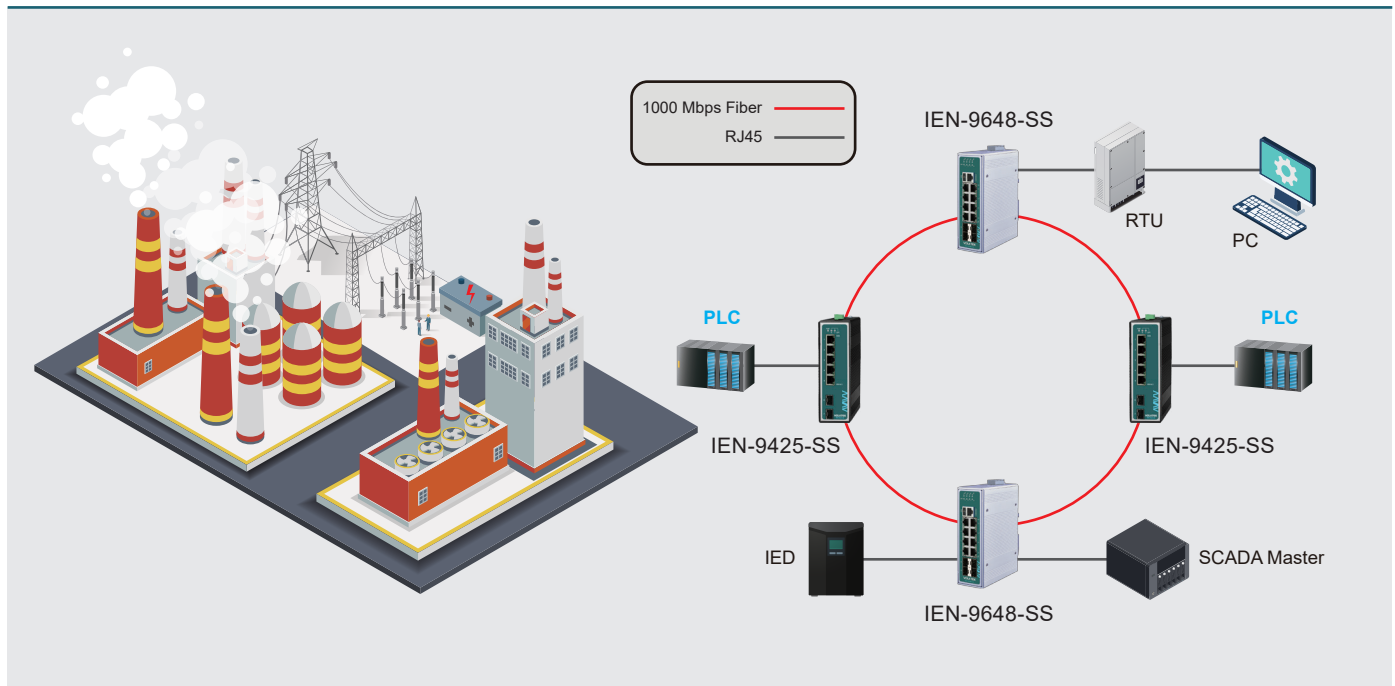 1000 Mbps Fiber
RJ45
IEN-9648-SS
RTU
PC
PLC
PLC
IEN-9425-SS
IEN-9425-SS
IED
SCADA Master
IEN-9648-SS